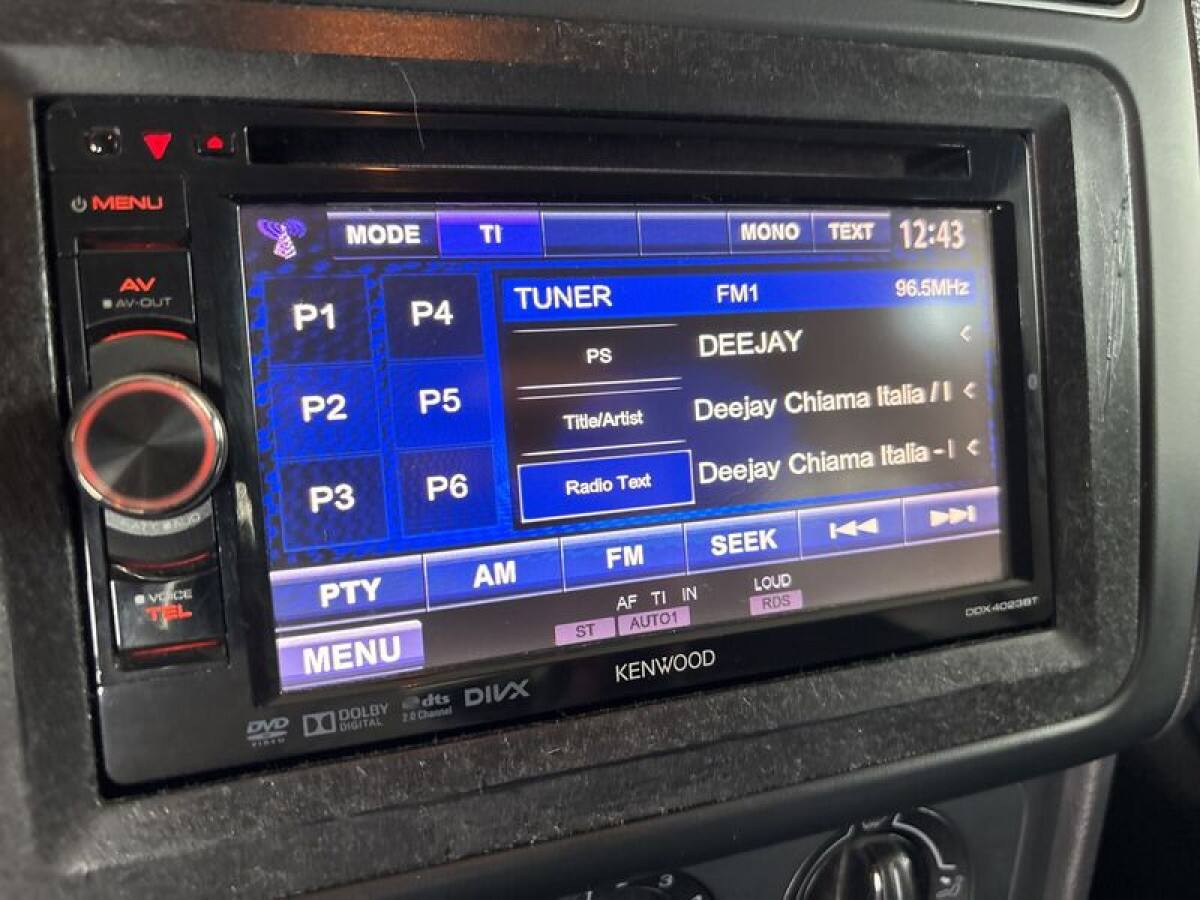 MENU
AV
AV-OUT
VOICE
TEL
MODE TI MONO TEXT 12:43
P1 P4
P2 P5
P3 P6
TUNER FM1 96.5MHz
PS DEEJAY <
Title/Artist Deejay Chiama Italia / I <
Radio Text Deejay Chiama Italia - I <
PTY AM FM SEEK
AF TI IN LOUD
ST AUTO1 RDS
MENU
DDX4023BT
KENWOOD
DVD VIDEO DOLBY DIGITAL dts 2.0 Channel DIVX
3